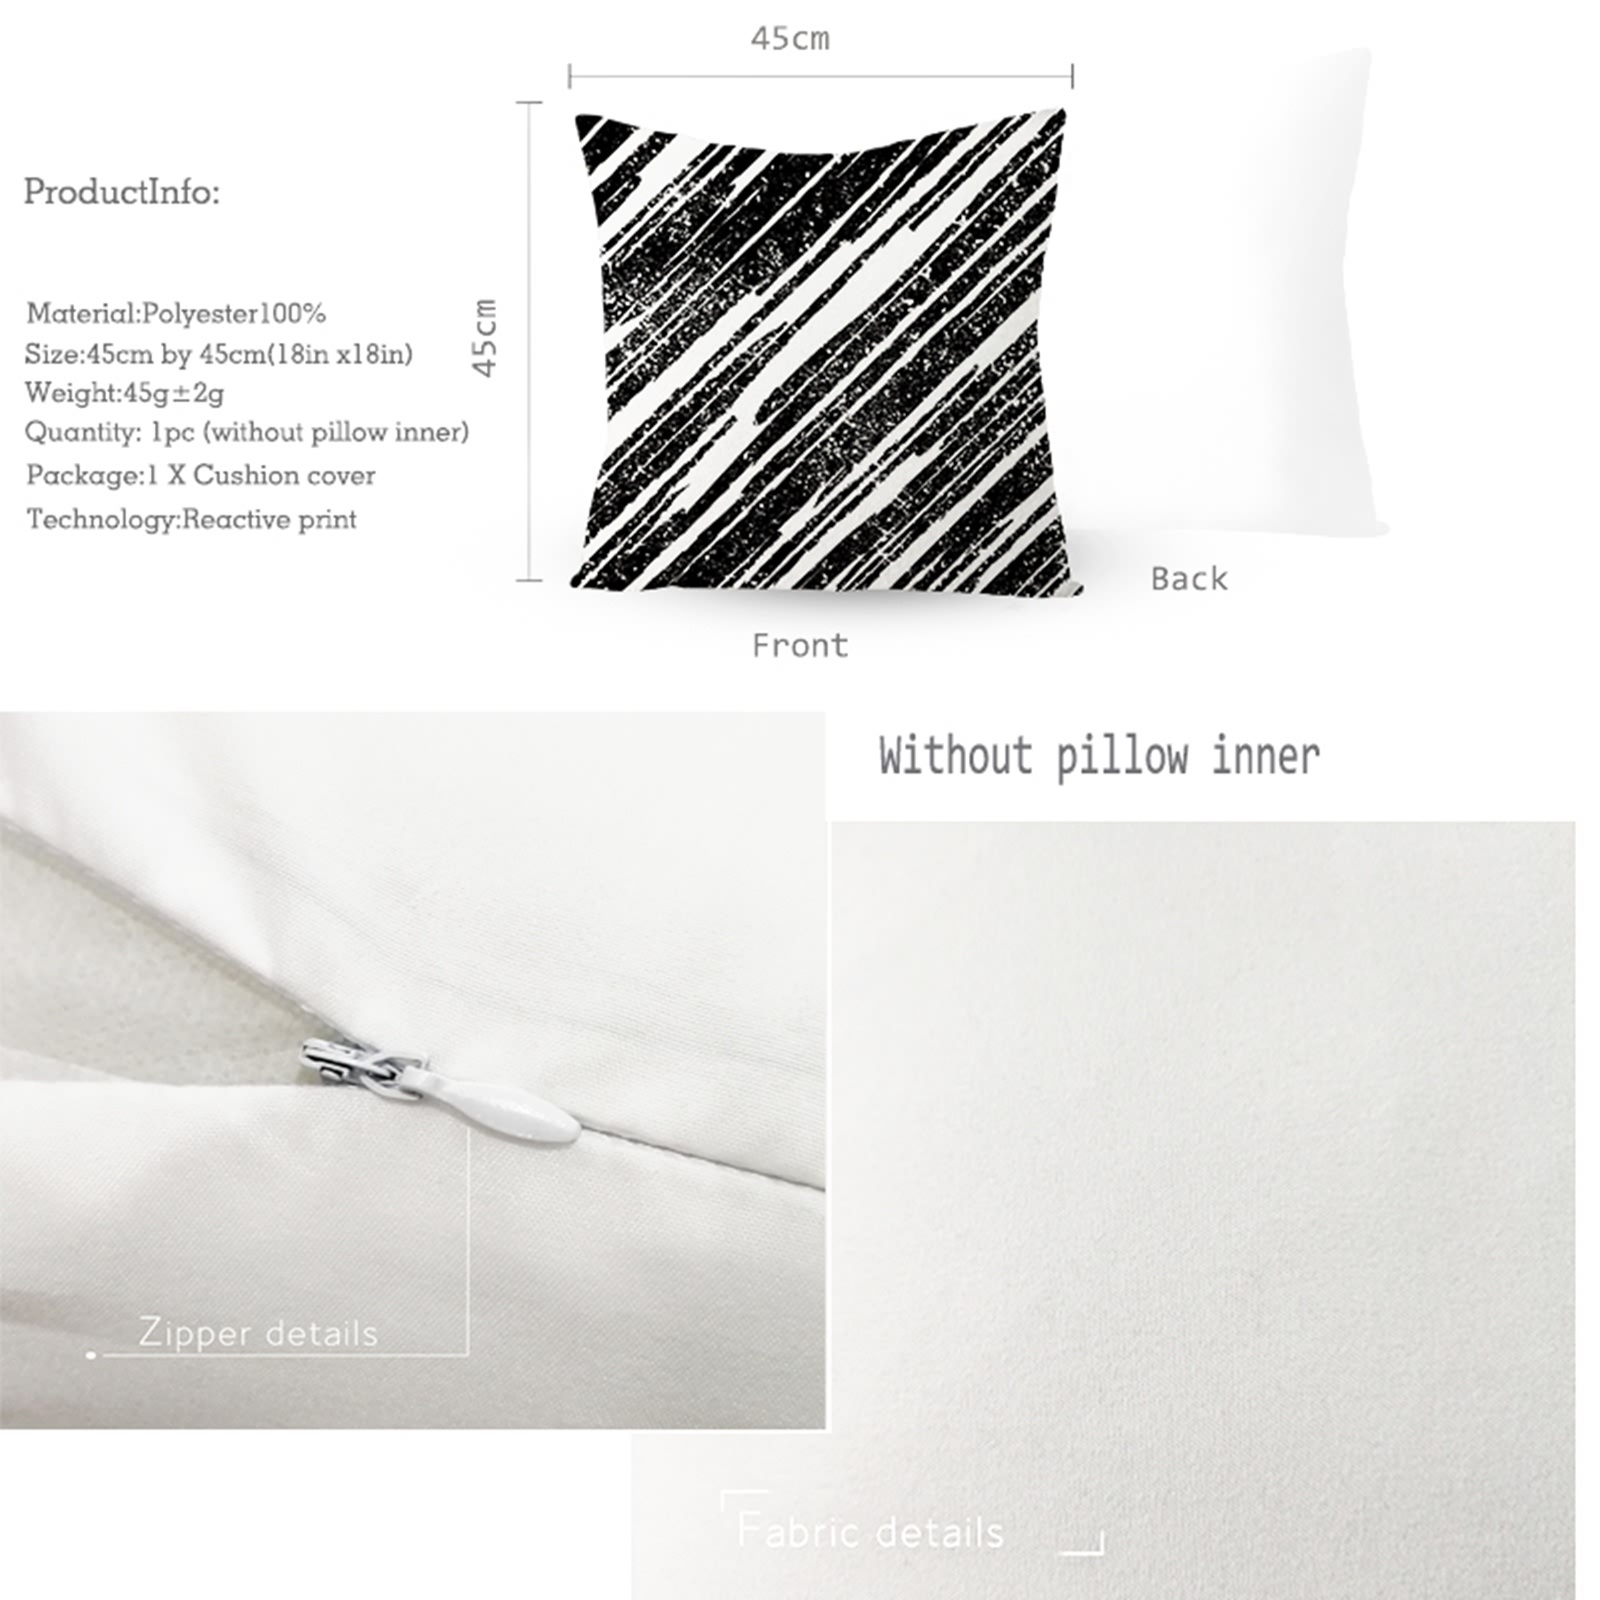 45cm
ProductInfo:
45cm
Material:Polyester100%
Size:45cm by 45cm(18in x18in)
Weight:45g±2g
Quantity: 1pc (without pillow inner)
Package:1 X Cushion cover
Technology:Reactive print
Back
Front
Without pillow inner
Zipper details
Fabric details